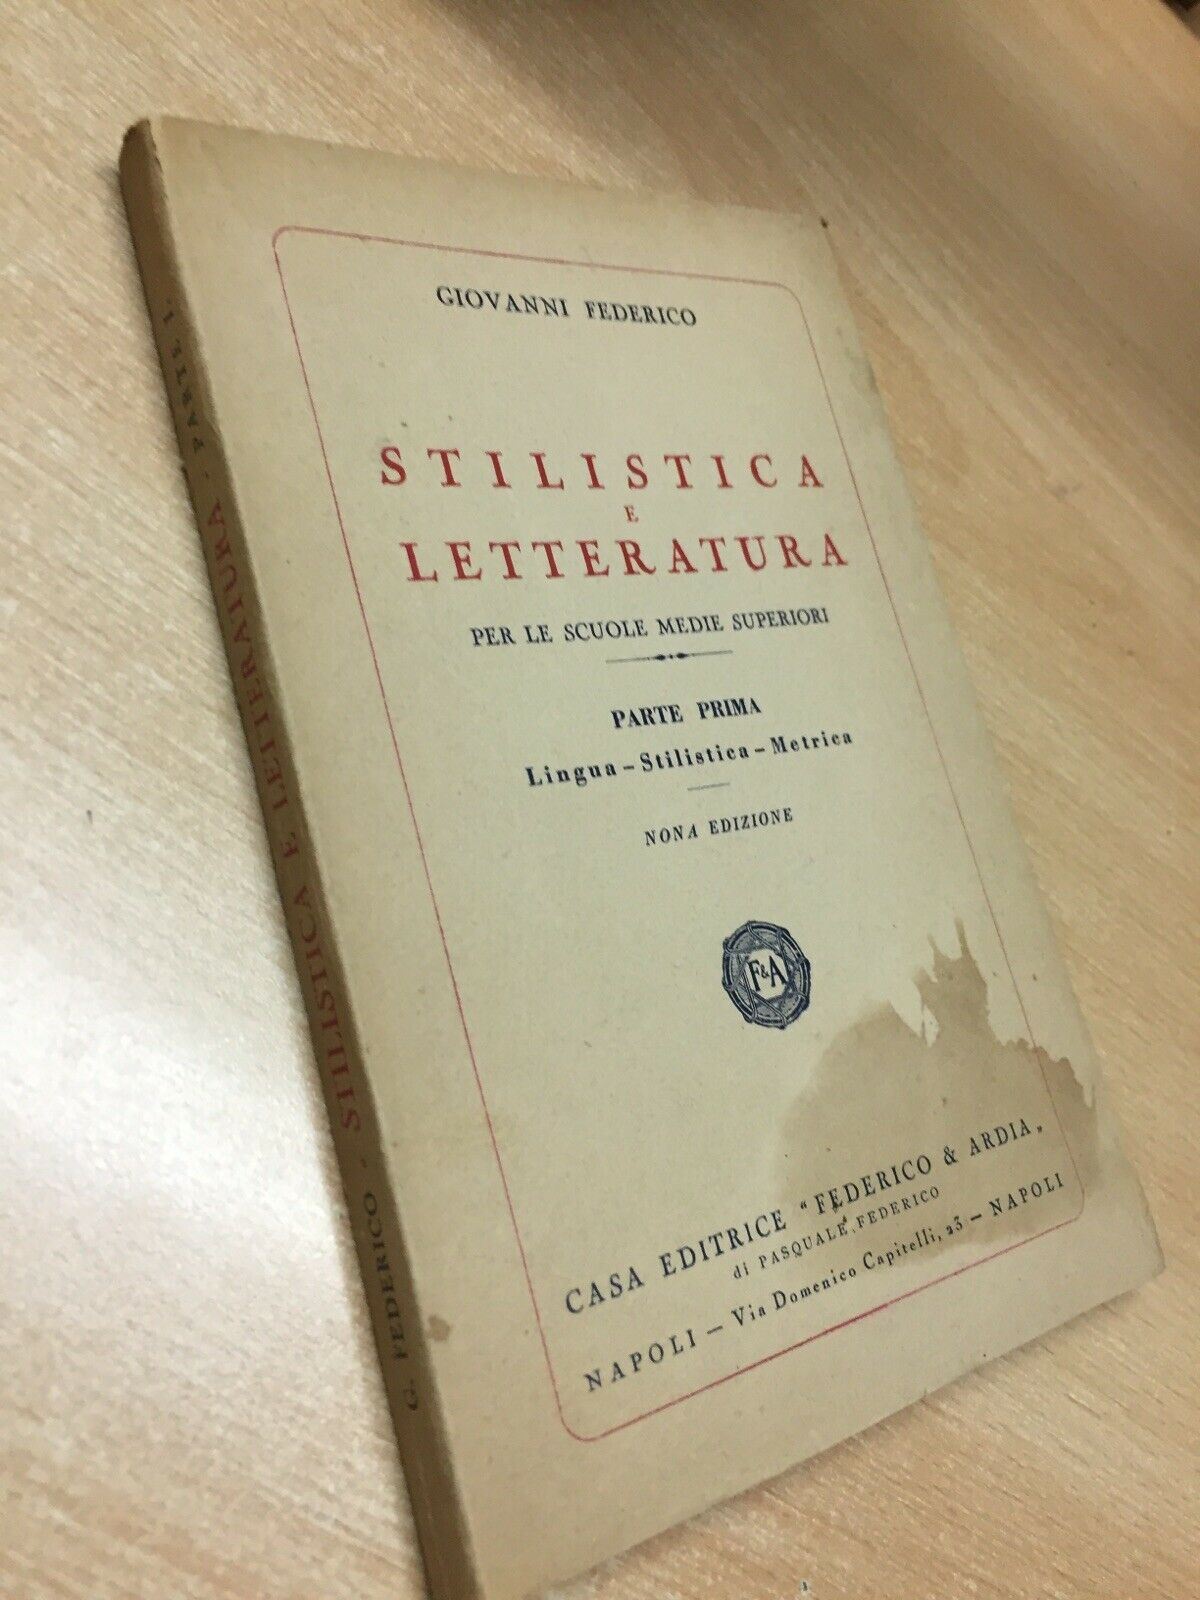 GIOVANNI FEDERICO
STILISTICA
E
LETTERATURA
PER LE SCUOLE MEDIE SUPERIORI
PARTE PRIMA
Lingua – Stilistica – Metrica
NONA EDIZIONE
F&A
CASA EDITRICE “FEDERICO & ARDIA„
di PASQUALE FEDERICO
NAPOLI – Via Domenico Capitelli, 23 – NAPOLI
G. FEDERICO - STILISTICA E LETTERATURA - PARTE I.